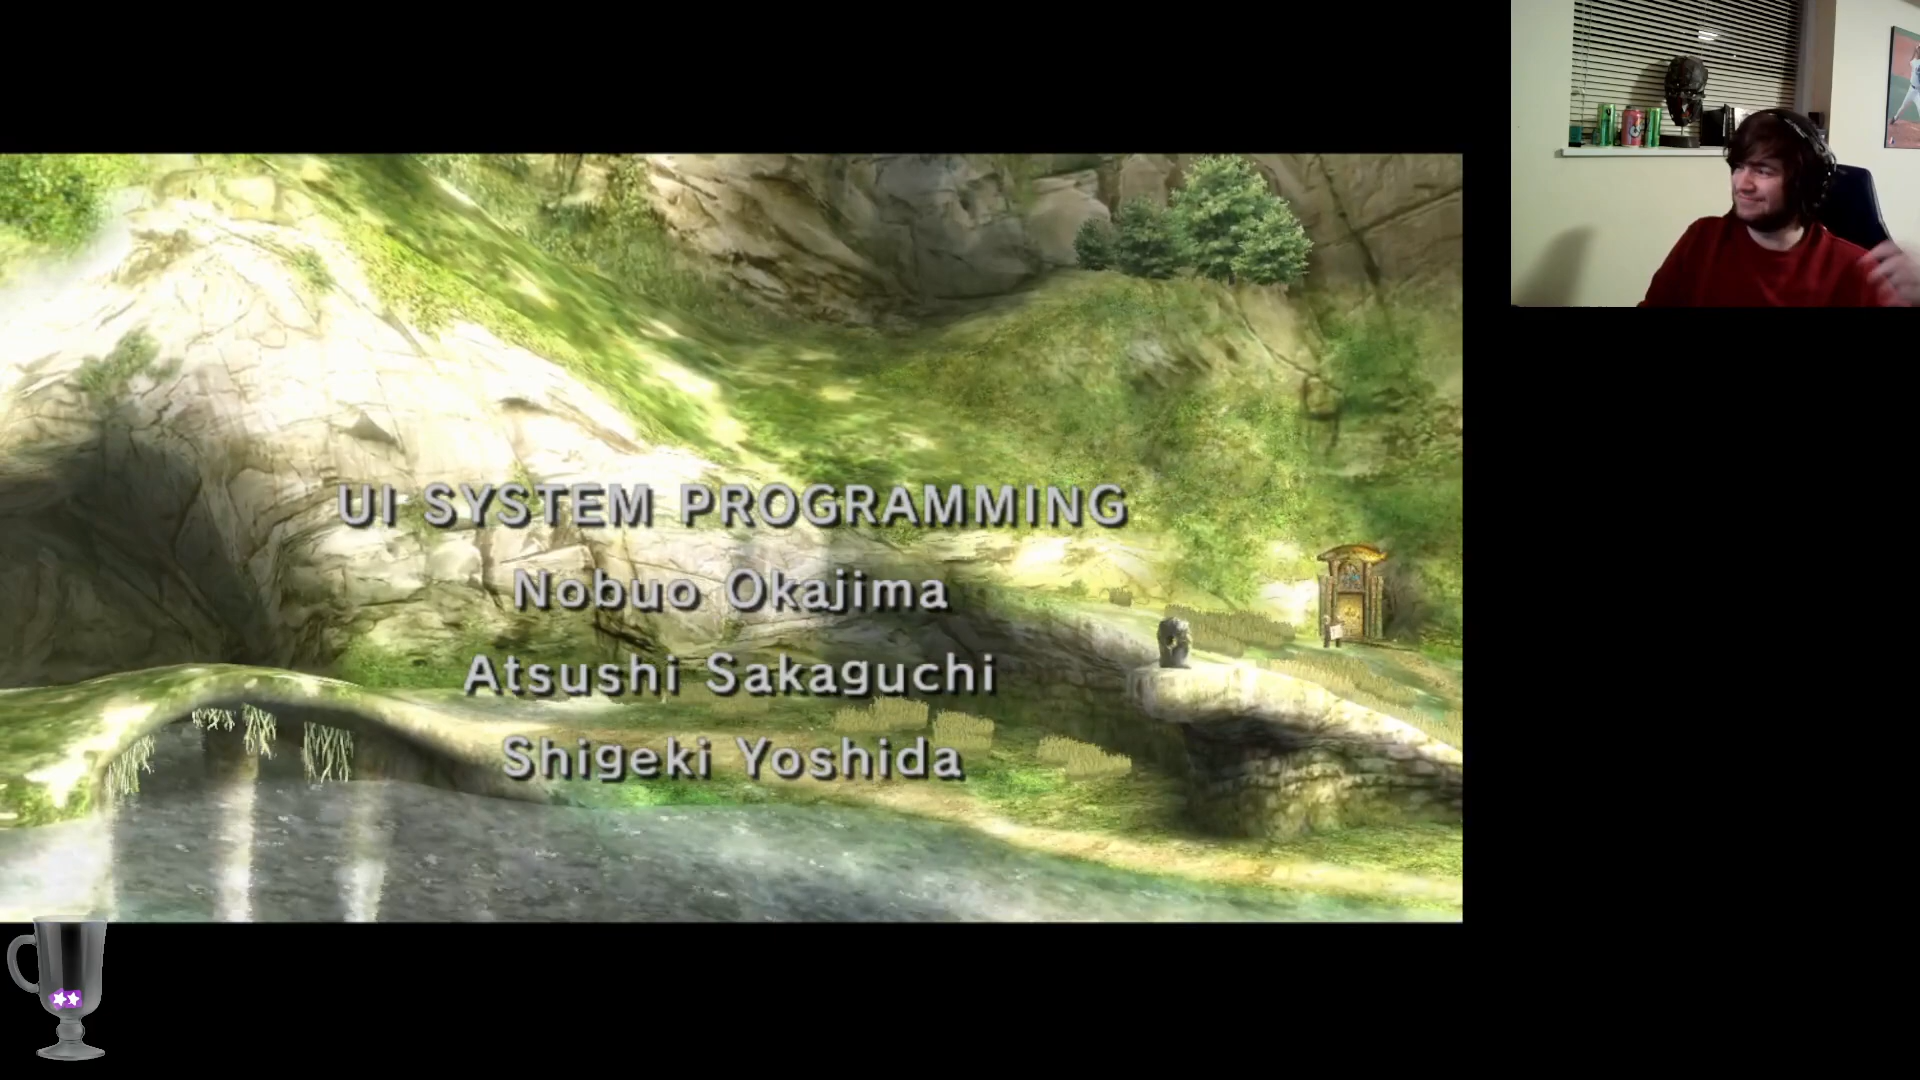 UI SYSTEM PROGRAMMING
Nobuo Okajima
Atsushi Sakaguchi
Shigeki Yoshida